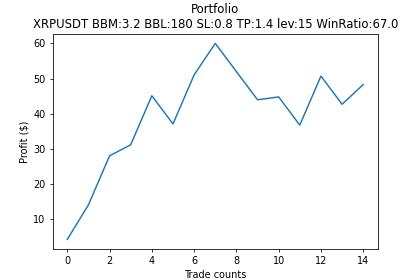 Portfolio
XRPUSDT BBM:3.2 BBL:180 SL:0.8 TP:1.4 lev:15 WinRatio:67.0
60
50
40
30
20
10
Profit ($)
0 2 4 6 8 10 12 14
Trade counts